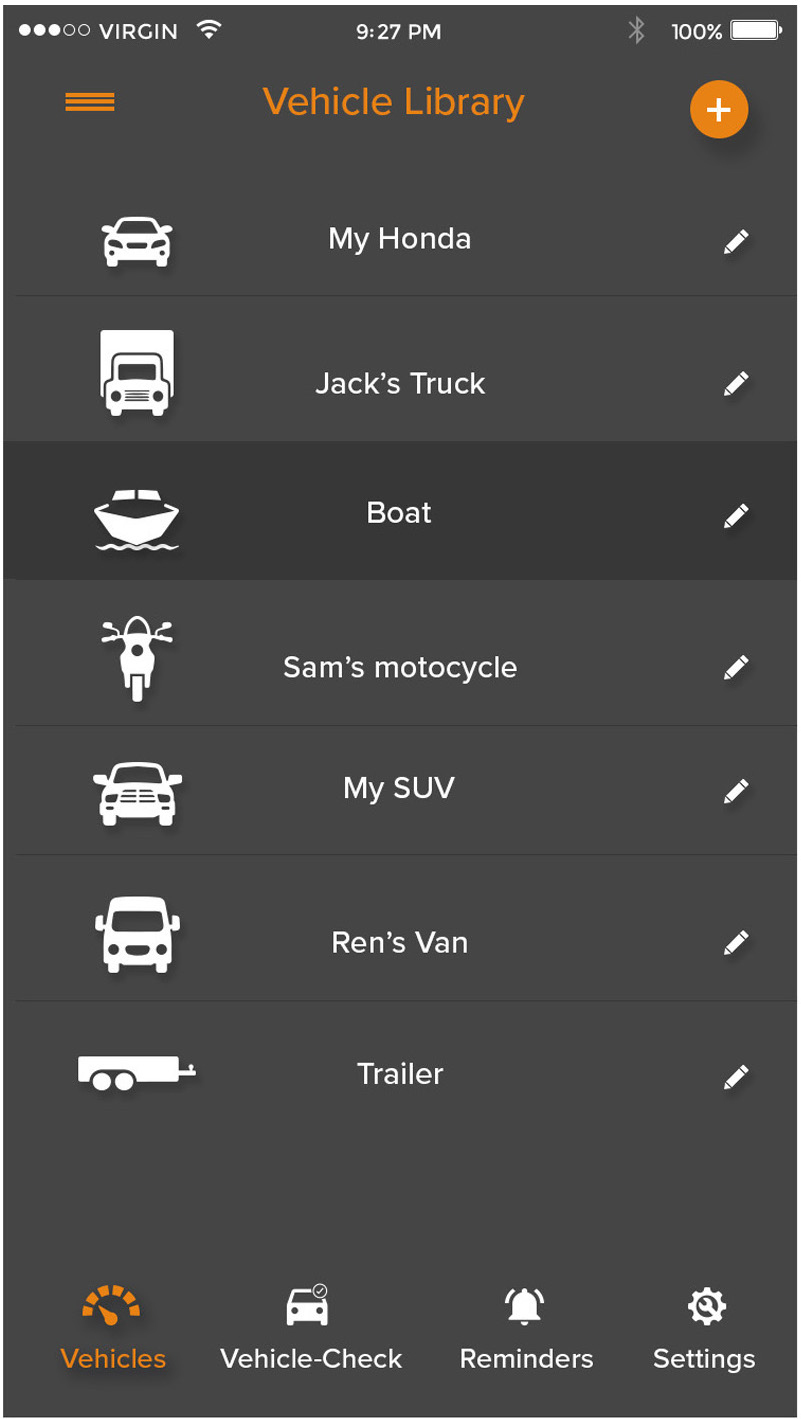 VIRGIN 9:27 PM 100%
Vehicle Library
My Honda
Jack’s Truck
Boat
Sam’s motocycle
My SUV
Ren’s Van
Trailer
Vehicles Vehicle-Check Reminders Settings